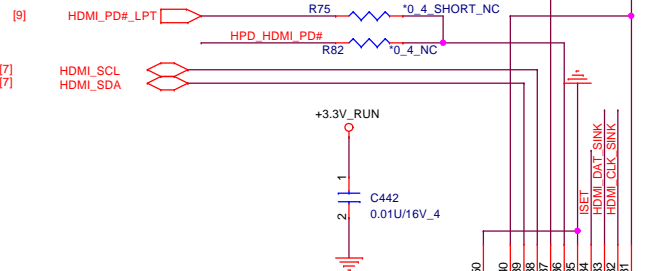 [9] HDMI_PD#_LPT R75 *0_4_SHORT_NC
HPD_HDMI_PD# R82 *0_4_NC
[7] HDMI_SCL
[7] HDMI_SDA
+3.3V_RUN
1
C442
2 0.01U/16V_4
ISET
HDMI_DAT_SINK
HDMI_CLK_SINK